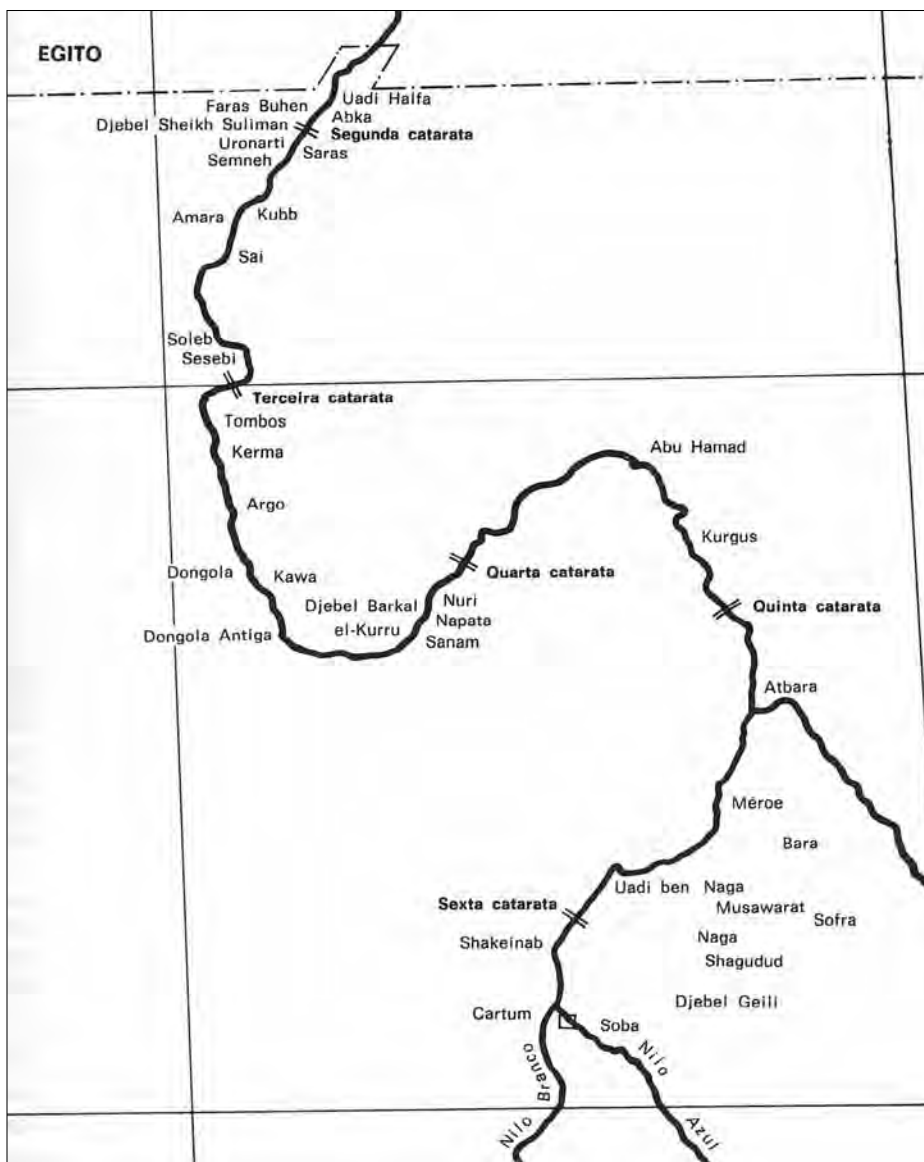 EGITO
Faras Buhen
Uadi Halfa
Djebel Sheikh Suliman
Abka
Uronarti
Segunda catarata
Semneh
Saras
Amara
Kubb
Sai
Soleb
Sesebi
Terceira catarata
Tombos
Kerma
Abu Hamad
Argo
Kurgus
Dongola
Kawa
Quarta catarata
Djebel Barkal
Nuri
Quinta catarata
el-Kurru
Napata
Dongola Antiga
Sanam
Atbara
Méroe
Bara
Uadi ben Naga
Sexta catarata
Musawarat
Sofra
Shakeinab
Naga
Shagudud
Djebel Geili
Cartum
Soba
Nilo Branco
Nilo Azul